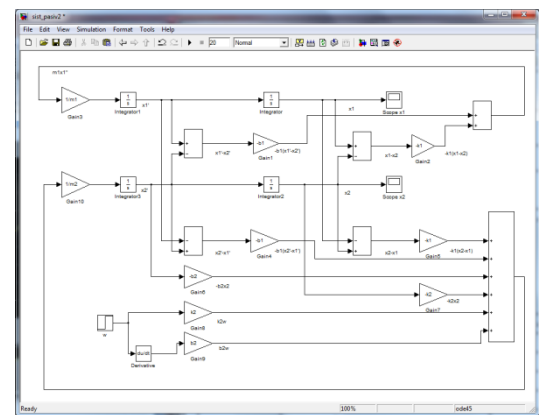 sist_pasiv2 *
File Edit View Simulation Format Tools Help
20 Normal
m1x1"
1/m1
Gain3
1/s
Integrator1
x1'
1/s
Integrator
x1
Scope x1
x1'-x2'
-b1
Gain1
-b1(x1'-x2')
x1-x2
-k1
Gain2
-k1(x1-x2)
1/m2
Gain10
1/s
Integrator3
x2'
1/s
Integrator2
x2
Scope x2
x2'-x1'
-b1
Gain4
-b1(x2'-x1')
x2-x1
-k1
Gain5
-k1(x2-x1)
-b2
Gain6
-b2x2
-k2
Gain7
-k2x2
w
k2
Gain8
k2w
du/dt
Derivative
b2
Gain9
b2w
Ready 100% ode45